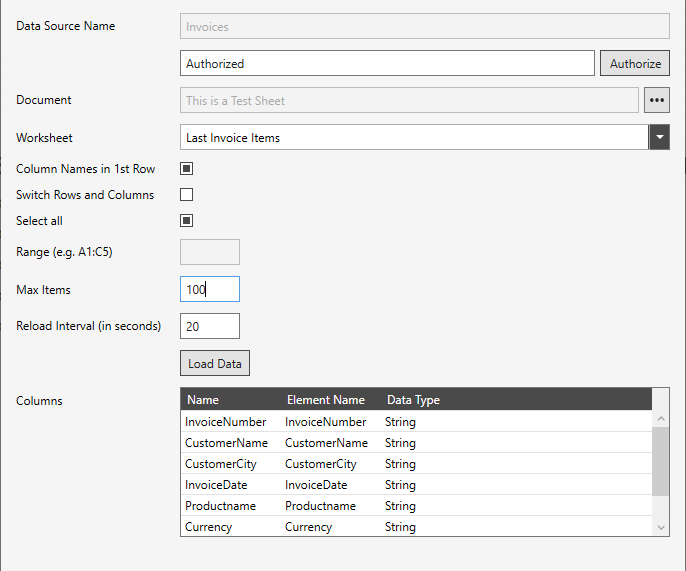 Data Source Name Invoices
Authorized Authorize
Document This is a Test Sheet •••
Worksheet Last Invoice Items
Column Names in 1st Row
Switch Rows and Columns
Select all
Range (e.g. A1:C5)
Max Items 100
Reload Interval (in seconds) 20
Load Data
Columns Name Element Name Data Type
InvoiceNumber InvoiceNumber String
CustomerName CustomerName String
CustomerCity CustomerCity String
InvoiceDate InvoiceDate String
Productname Productname String
Currency Currency String